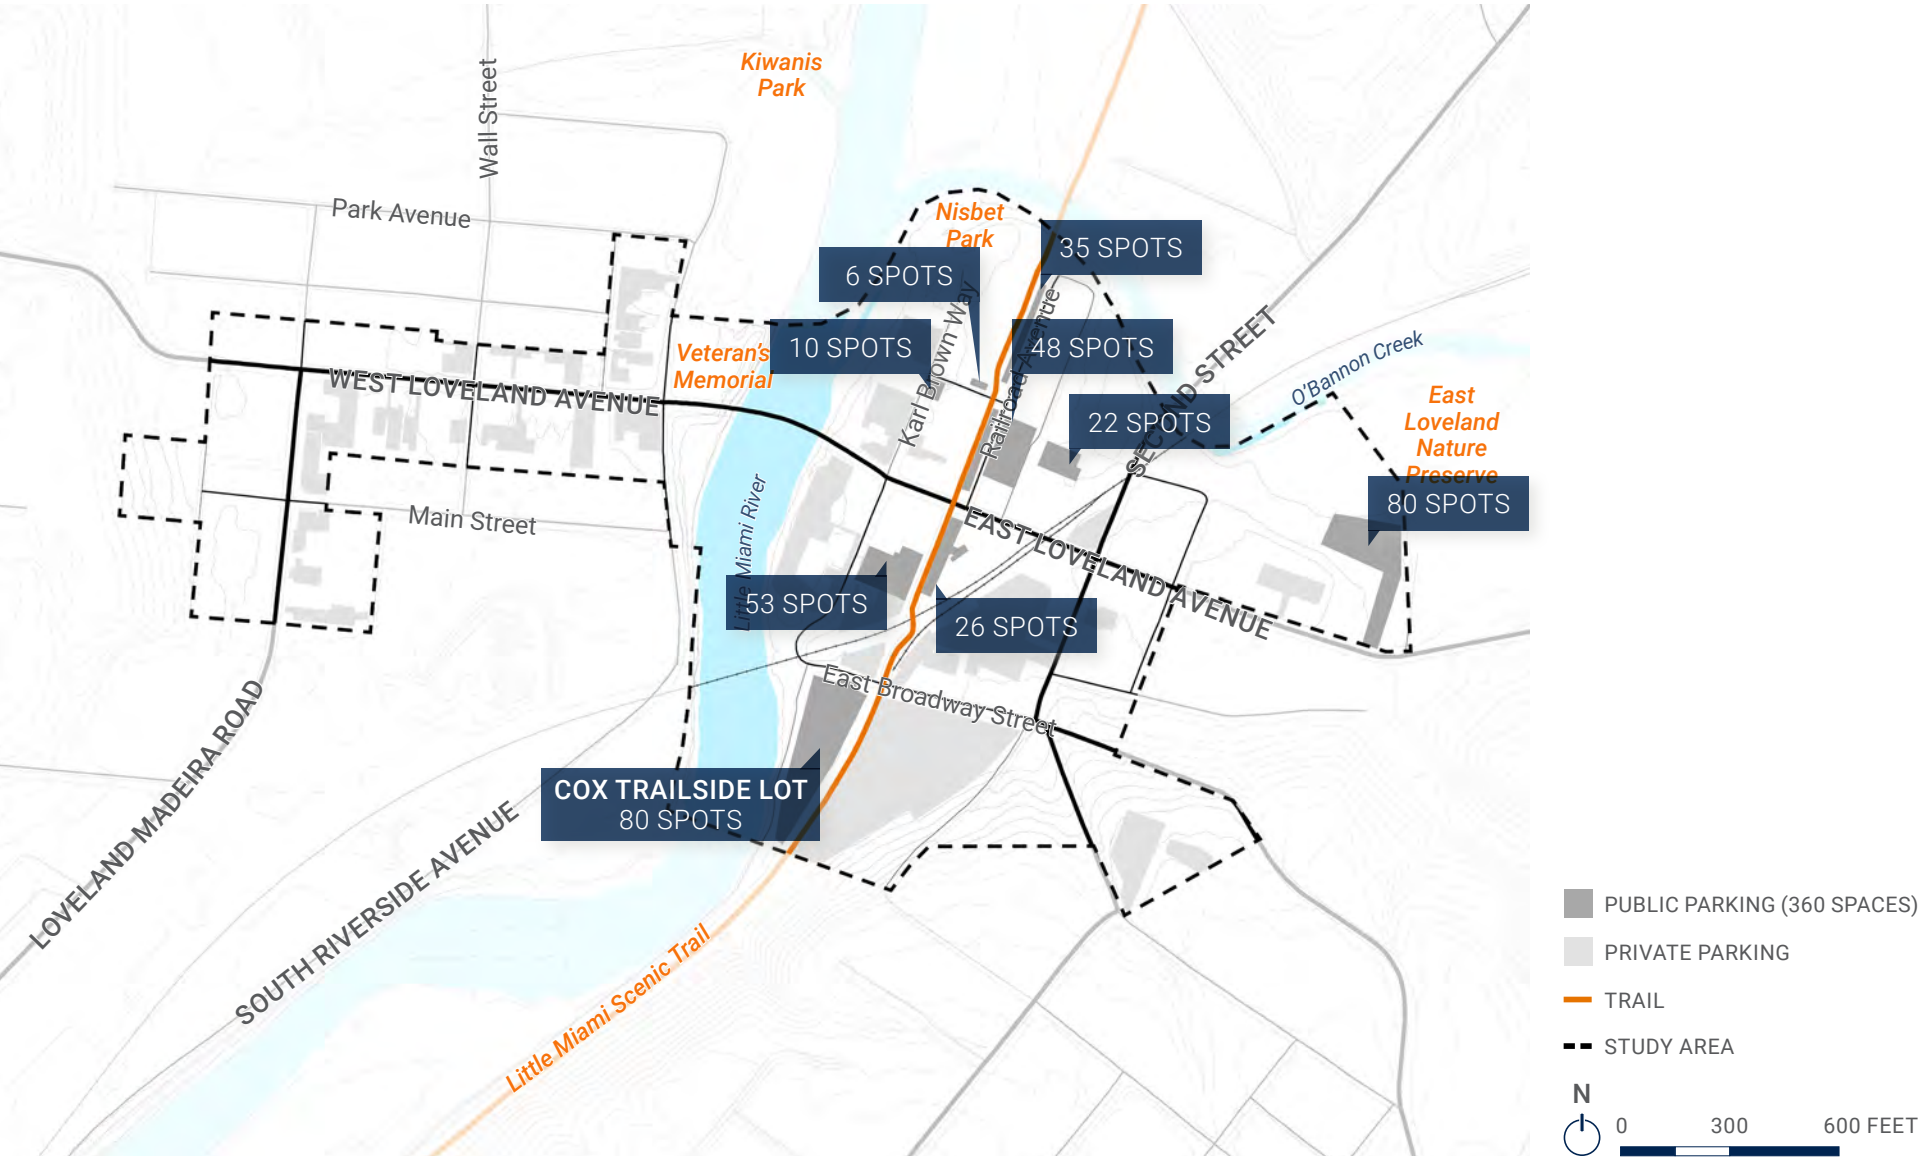 Kiwanis
Park
Wall Street
Park Avenue
Nisbet
Park
35 SPOTS
6 SPOTS
Karl Brown Way
Railroad Avenue
10 SPOTS
48 SPOTS
Veteran's
Memorial
WEST LOVELAND AVENUE
22 SPOTS
SECOND STREET
O'Bannon Creek
East
Loveland
Nature
Preserve
80 SPOTS
Main Street
Little Miami River
EAST LOVELAND AVENUE
53 SPOTS
26 SPOTS
East Broadway Street
LOVELAND MADEIRA ROAD
COX TRAILSIDE LOT
80 SPOTS
SOUTH RIVERSIDE AVENUE
Little Miami Scenic Trail
PUBLIC PARKING (360 SPACES)
PRIVATE PARKING
TRAIL
STUDY AREA
N
0 300 600 FEET